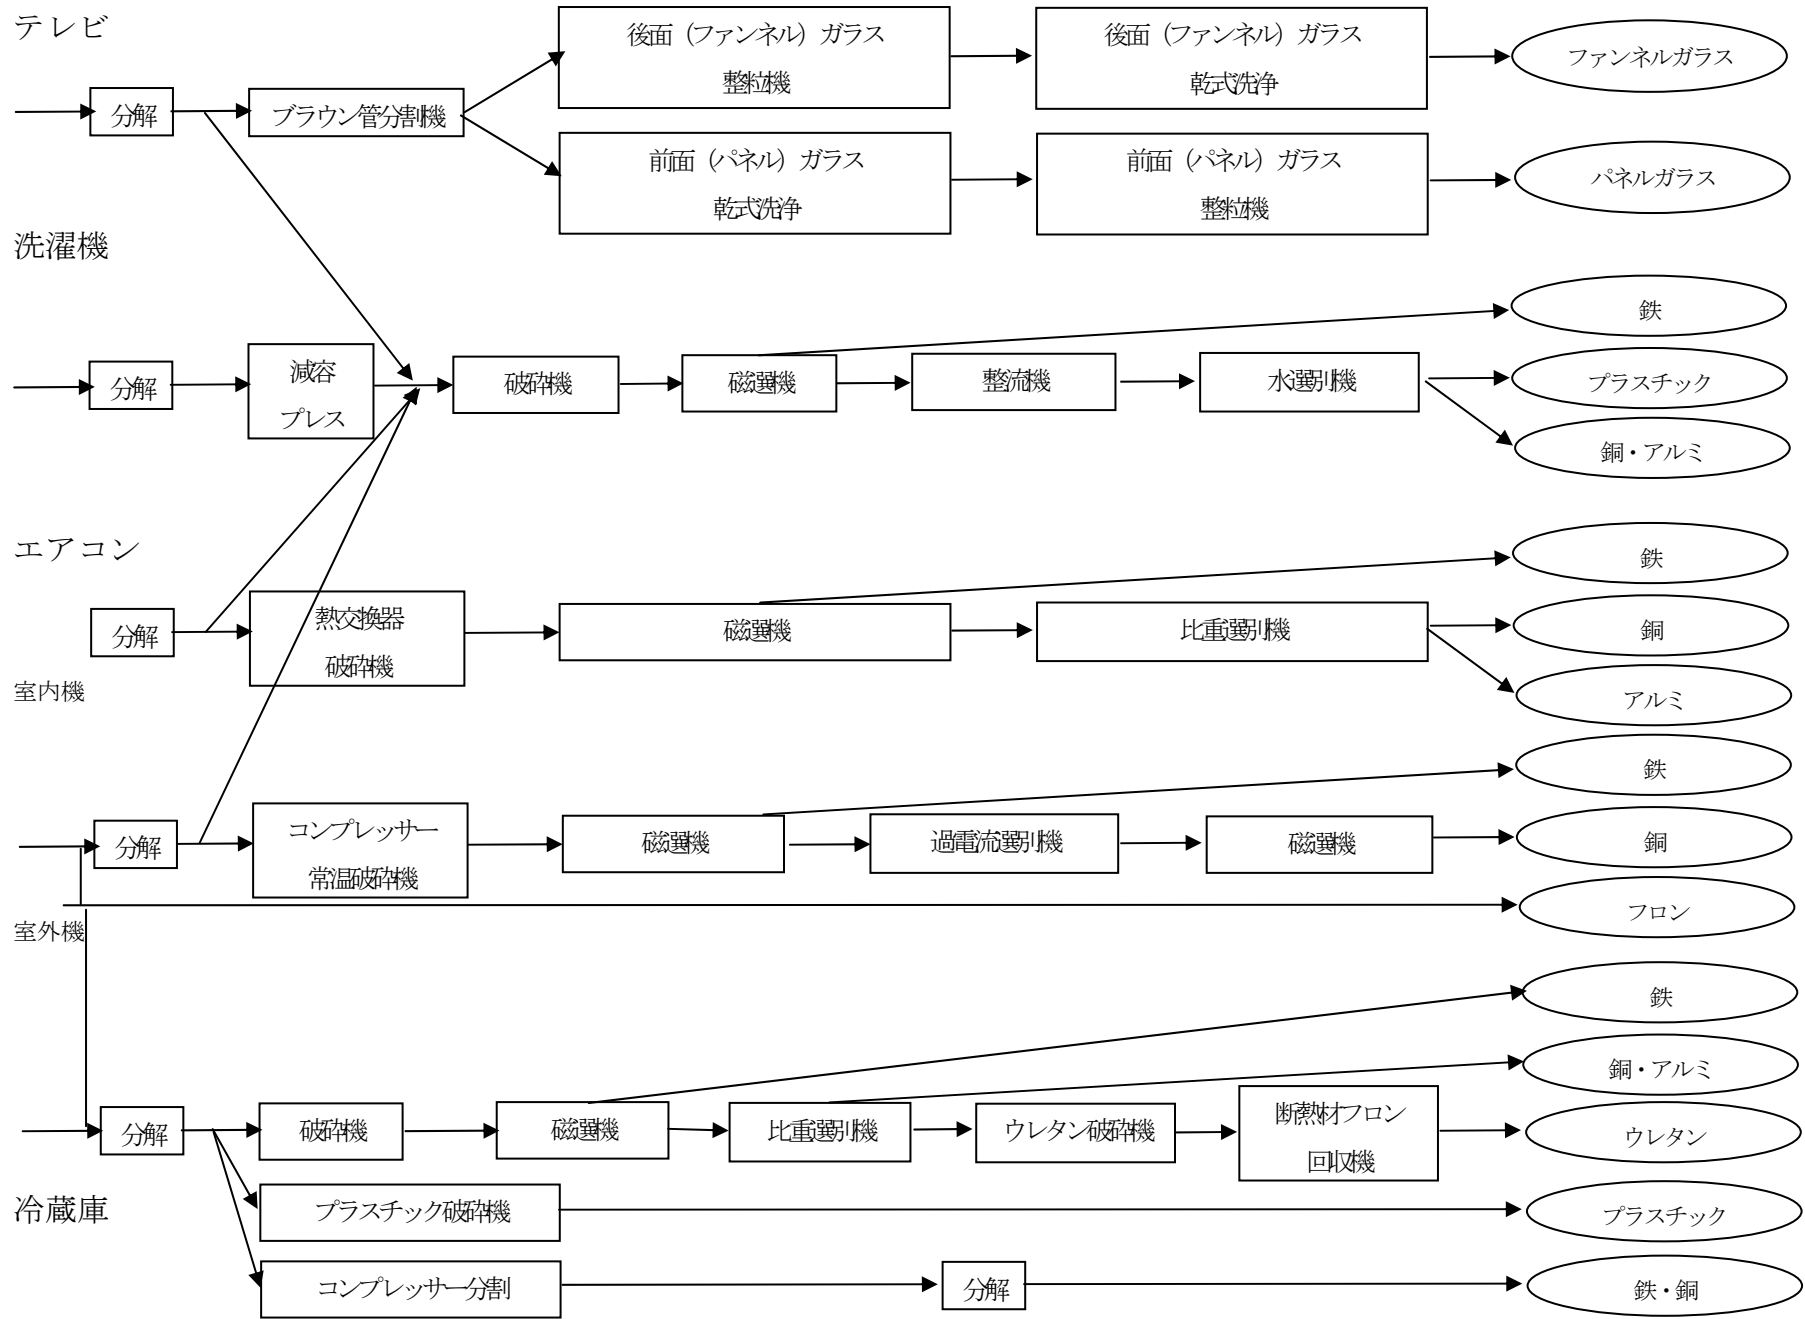 テレビ
分解
ブラウン管分割機
後面（ファンネル）ガラス
整粒機
後面（ファンネル）ガラス
乾式洗浄
ファンネルガラス
前面（パネル）ガラス
乾式洗浄
前面（パネル）ガラス
整粒機
パネルガラス
洗濯機
分解
減容
プレス
破砕機
磁選機
整流機
水選別機
鉄
プラスチック
銅・アルミ
エアコン
分解
熱交換器
破砕機
磁選機
比重選別機
鉄
銅
アルミ
室内機
分解
コンプレッサー
常温破砕機
磁選機
過電流選別機
磁選機
鉄
銅
フロン
室外機
分解
破砕機
磁選機
比重選別機
ウレタン破砕機
断熱材フロン
回収機
鉄
銅・アルミ
ウレタン
冷蔵庫
プラスチック破砕機
プラスチック
コンプレッサー分割
分解
鉄・銅